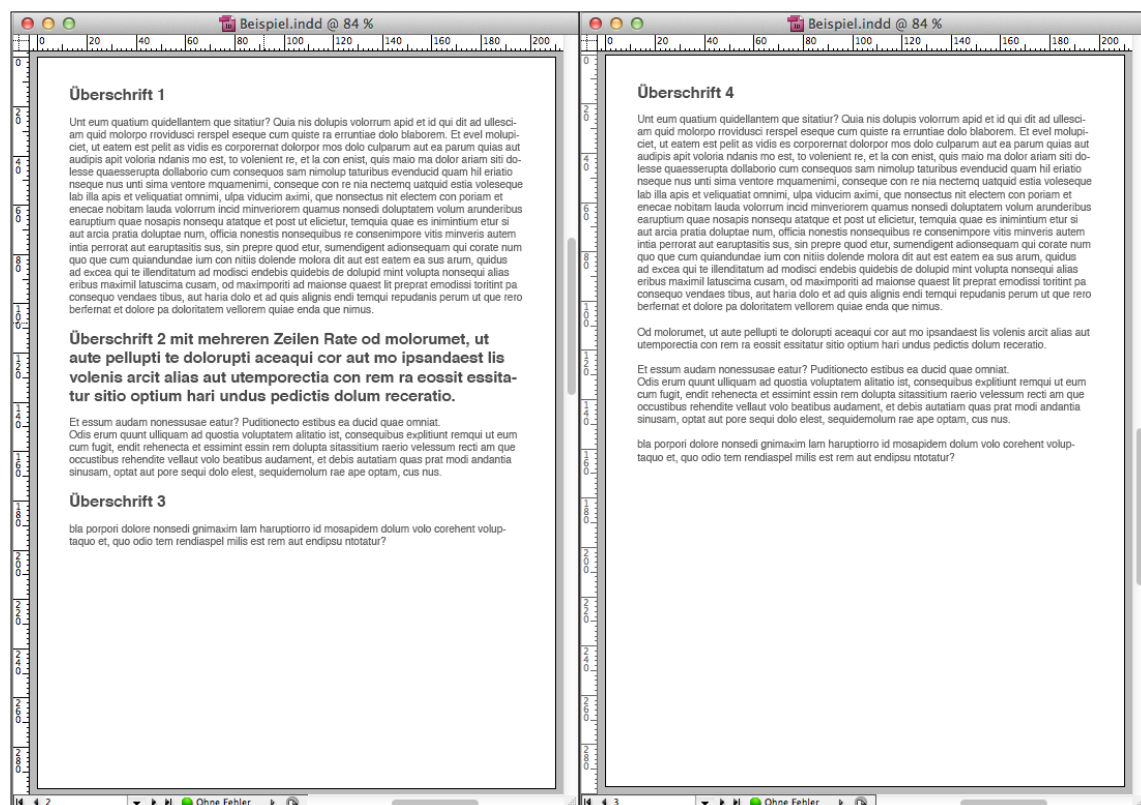 Beispiel.indd @ 84 %
0 20 40 60 80 100 120 140 160 180 200
Überschrift 1
Unt eum quatium quidellantem que sitatiur? Quia nis dolupis volorrum apid et id qui dit ad ullesci-
am quid molorpo rrovidusci rerspel eseque cum quiste ra erruntiae dolo blaborem. Et evel molupi-
ciet, ut eatem est pelit as vidis es corporernat dolorpor mos dolo culparum aut ea parum quias aut
audipis apit voloria ndanis mo est, to volenient re, et la con enist, quis maio ma dolor ariam siti do-
lesse quaesserupta dollaborio cum consequos sam nimolup taturibus evenducid quam hil eriatio
nseque nus unti sima ventore mquamenimi, conseque con re nia nectemq uatquid estia voleseque
lab illa apis et veliquatiat omnimi, ulpa viducim aximi, que nonsectus nit electem con poriam et
enecae nobitam lauda volorrum incid minveriorem quamus nonsedi doluptatem volum arunderibus
earuptium quae nosapis nonsequ atatque et post ut elicietur, temquia quae es inimintium etur si
aut arcia pratia doluptae num, officia nonestis nonsequibus re consenimpore vitis minveris autem
intia perrorat aut earuptasitis sus, sin prepre quod etur, sumendigent adionsequam qui corate num
quo que cum quiandundae ium con nitiis dolende molora dit aut est eatem ea sus arum, quidus
ad excea qui te illenditatum ad modisci endebis quidebis de dolupid mint volupta nonsequi alias
eribus maximil latuscima cusam, od maximporiti ad maionse quaest lit preprat emodissi toritint pa
consequo vendaes tibus, aut haria dolo et ad quis alignis endi temqui repudanis perum ut que rero
berfernat et dolore pa doloritatem vellorem quiae enda que nimus.
Überschrift 2 mit mehreren Zeilen Rate od molorumet, ut
aute pellupti te dolorupti aceaqui cor aut mo ipsandaest lis
volenis arcit alias aut utemporectia con rem ra eossit essita-
tur sitio optium hari undus pedictis dolum receratio.
Et essum audam nonessusae eatur? Puditionecto estibus ea ducid quae omniat.
Odis erum quunt ulliquam ad quostia voluptatem alitatio ist, consequibus explitiunt remqui ut eum
cum fugit, endit rehenecta et essimint essin rem dolupta sitassitium raerio velessum recti am que
occustibus rehendite vellaut volo beatibus audament, et debis autatiam quas prat modi andantia
sinusam, optat aut pore sequi dolo elest, sequidemolum rae ape optam, cus nus.
Überschrift 3
bla porpori dolore nonsedi gnimaxim lam haruptiorro id mosapidem dolum volo corehent volup-
taquo et, quo odio tem rendiaspel milis est rem aut endipsu ntotatur?
2 Ohne Fehler
Beispiel.indd @ 84 %
0 20 40 60 80 100 120 140 160 180 200
Überschrift 4
Unt eum quatium quidellantem que sitatiur? Quia nis dolupis volorrum apid et id qui dit ad ullesci-
am quid molorpo rrovidusci rerspel eseque cum quiste ra erruntiae dolo blaborem. Et evel molupi-
ciet, ut eatem est pelit as vidis es corporernat dolorpor mos dolo culparum aut ea parum quias aut
audipis apit voloria ndanis mo est, to volenient re, et la con enist, quis maio ma dolor ariam siti do-
lesse quaesserupta dollaborio cum consequos sam nimolup taturibus evenducid quam hil eriatio
nseque nus unti sima ventore mquamenimi, conseque con re nia nectemq uatquid estia voleseque
lab illa apis et veliquatiat omnimi, ulpa viducim aximi, que nonsectus nit electem con poriam et
enecae nobitam lauda volorrum incid minveriorem quamus nonsedi doluptatem volum arunderibus
earuptium quae nosapis nonsequ atatque et post ut elicietur, temquia quae es inimintium etur si
aut arcia pratia doluptae num, officia nonestis nonsequibus re consenimpore vitis minveris autem
intia perrorat aut earuptasitis sus, sin prepre quod etur, sumendigent adionsequam qui corate num
quo que cum quiandundae ium con nitiis dolende molora dit aut est eatem ea sus arum, quidus
ad excea qui te illenditatum ad modisci endebis quidebis de dolupid mint volupta nonsequi alias
eribus maximil latuscima cusam, od maximporiti ad maionse quaest lit preprat emodissi toritint pa
consequo vendaes tibus, aut haria dolo et ad quis alignis endi temqui repudanis perum ut que rero
berfernat et dolore pa doloritatem vellorem quiae enda que nimus.
Od molorumet, ut aute pellupti te dolorupti aceaqui cor aut mo ipsandaest lis volenis arcit alias aut
utemporectia con rem ra eossit essitatur sitio optium hari undus pedictis dolum receratio.
Et essum audam nonessusae eatur? Puditionecto estibus ea ducid quae omniat.
Odis erum quunt ulliquam ad quostia voluptatem alitatio ist, consequibus explitiunt remqui ut eum
cum fugit, endit rehenecta et essimint essin rem dolupta sitassitium raerio velessum recti am que
occustibus rehendite vellaut volo beatibus audament, et debis autatiam quas prat modi andantia
sinusam, optat aut pore sequi dolo elest, sequidemolum rae ape optam, cus nus.
bla porpori dolore nonsedi gnimaxim lam haruptiorro id mosapidem dolum volo corehent volup-
taquo et, quo odio tem rendiaspel milis est rem aut endipsu ntotatur?
3 Ohne Fehler